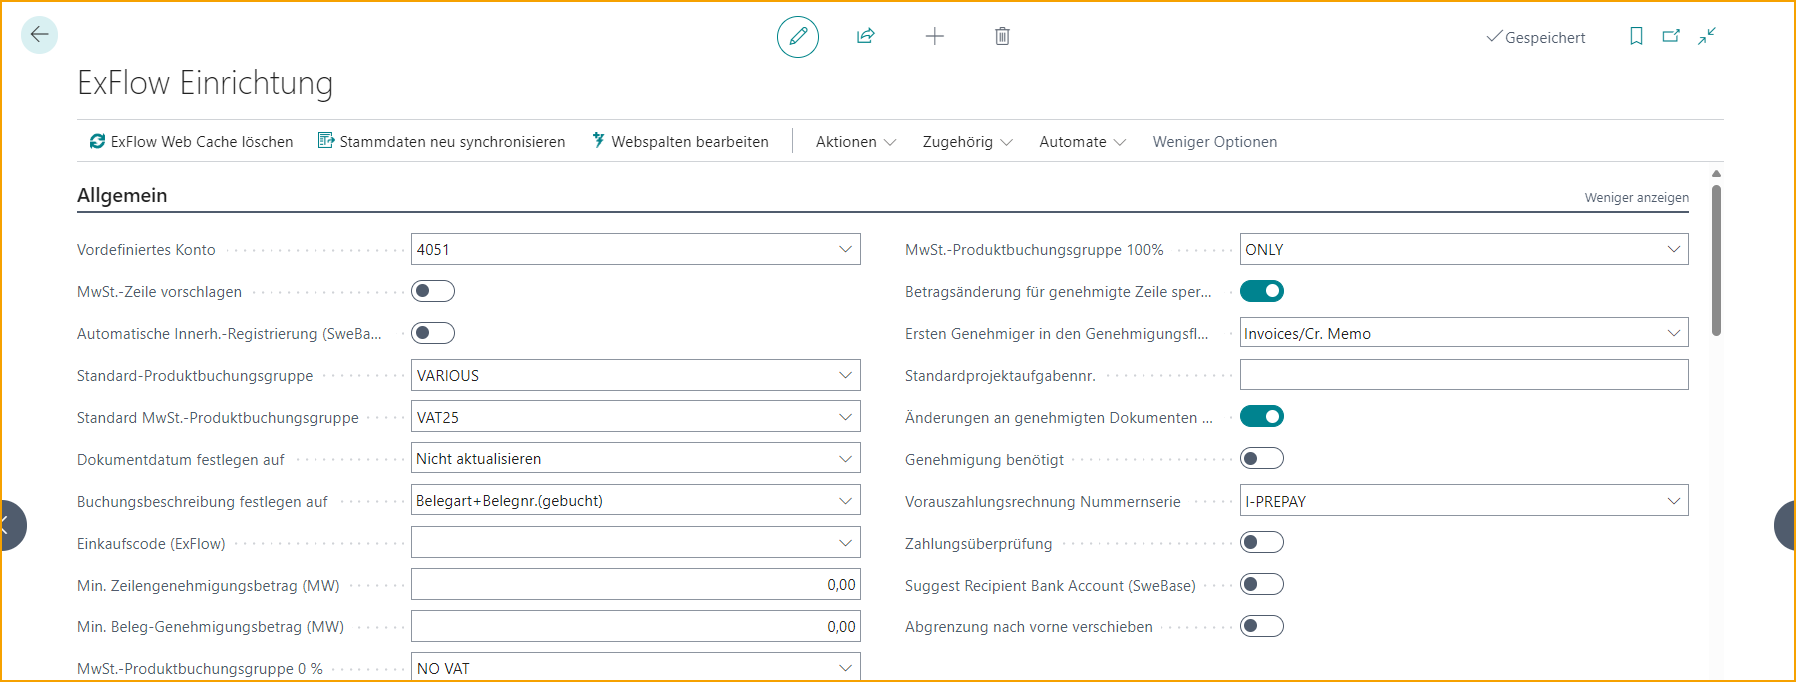 Gespeichert
ExFlow Einrichtung
ExFlow Web Cache löschen
Stammdaten neu synchronisieren
Webspalten bearbeiten
Aktionen
Zugehörig
Automate
Weniger Optionen
Allgemein
Weniger anzeigen
Vordefiniertes Konto
4051
MwSt.-Zeile vorschlagen
Automatische Innerh.-Registrierung (SweBa...
Standard-Produktbuchungsgruppe
VARIOUS
Standard MwSt.-Produktbuchungsgruppe
VAT25
Dokumentdatum festlegen auf
Nicht aktualisieren
Buchungsbeschreibung festlegen auf
Belegart+Belegnr.(gebucht)
Einkaufscode (ExFlow)
Min. Zeilengenehmigungsbetrag (MW)
0,00
Min. Beleg-Genehmigungsbetrag (MW)
0,00
MwSt.-Produktbuchungsgruppe 0 %
NO VAT
MwSt.-Produktbuchungsgruppe 100%
ONLY
Betragsänderung für genehmigte Zeile sper...
Ersten Genehmiger in den Genehmigungsfl...
Invoices/Cr. Memo
Standardprojektaufgabennr.
Änderungen an genehmigten Dokumenten ...
Genehmigung benötigt
Vorauszahlungsrechnung Nummernserie
I-PREPAY
Zahlungsüberprüfung
Suggest Recipient Bank Account (SweBase)
Abgrenzung nach vorne verschieben